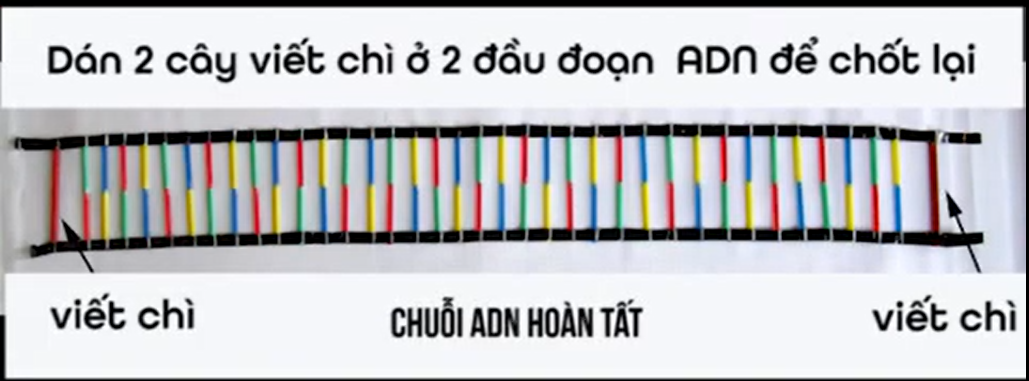 Dán 2 cây viết chì ở 2 đầu đoạn ADN để chốt lại
viết chì
CHUỖI ADN HOÀN TẤT
viết chì